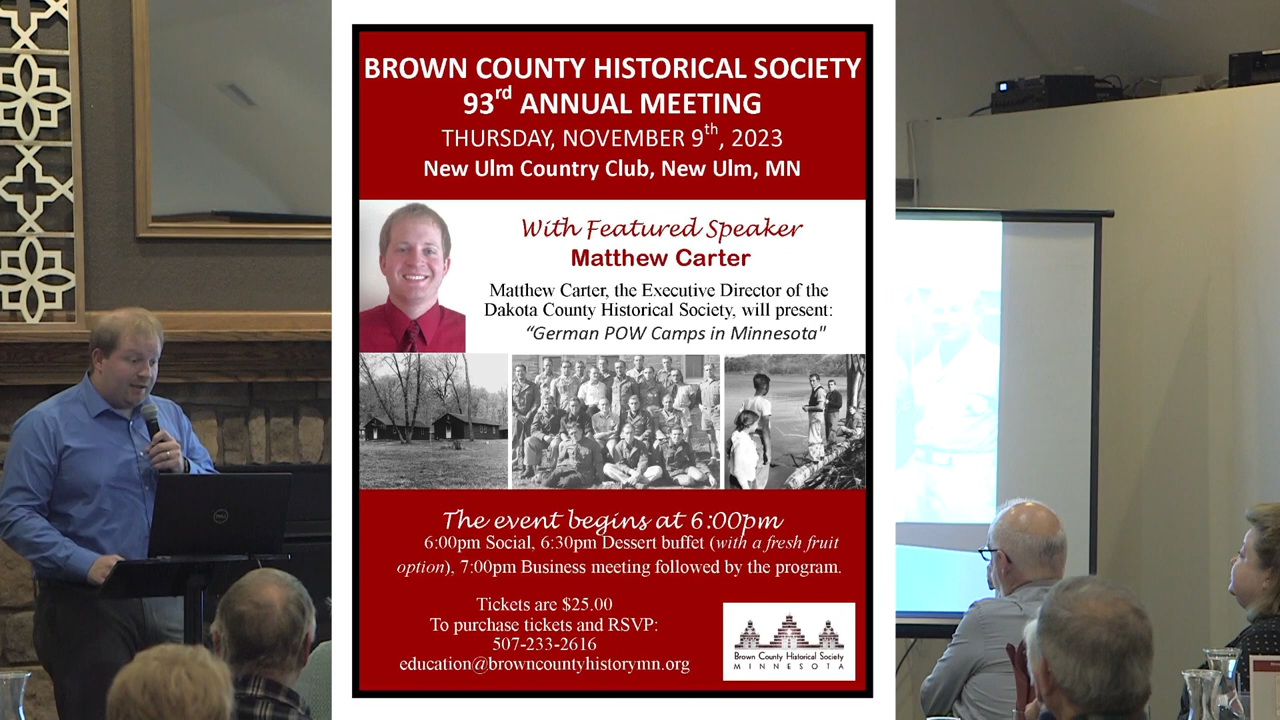 BROWN COUNTY HISTORICAL SOCIETY
93rd ANNUAL MEETING
THURSDAY, NOVEMBER 9th, 2023
New Ulm Country Club, New Ulm, MN
With Featured Speaker
Matthew Carter
Matthew Carter, the Executive Director of the
Dakota County Historical Society, will present:
“German POW Camps in Minnesota"
The event begins at 6:00pm
6:00pm Social, 6:30pm Dessert buffet (with a fresh fruit
option), 7:00pm Business meeting followed by the program.
Tickets are $25.00
To purchase tickets and RSVP:
507-233-2616
education@browncountyhistorymn.org
Brown County Historical Society
MINNESOTA
DELL